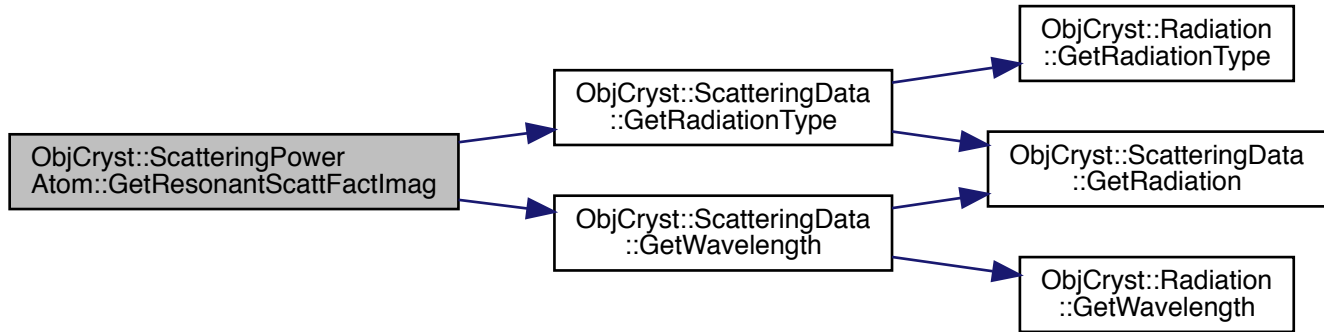 ObjCryst::ScatteringPower
Atom::GetResonantScattFactImag
ObjCryst::ScatteringData
::GetRadiationType
ObjCryst::ScatteringData
::GetWavelength
ObjCryst::Radiation
::GetRadiationType
ObjCryst::ScatteringData
::GetRadiation
ObjCryst::Radiation
::GetWavelength